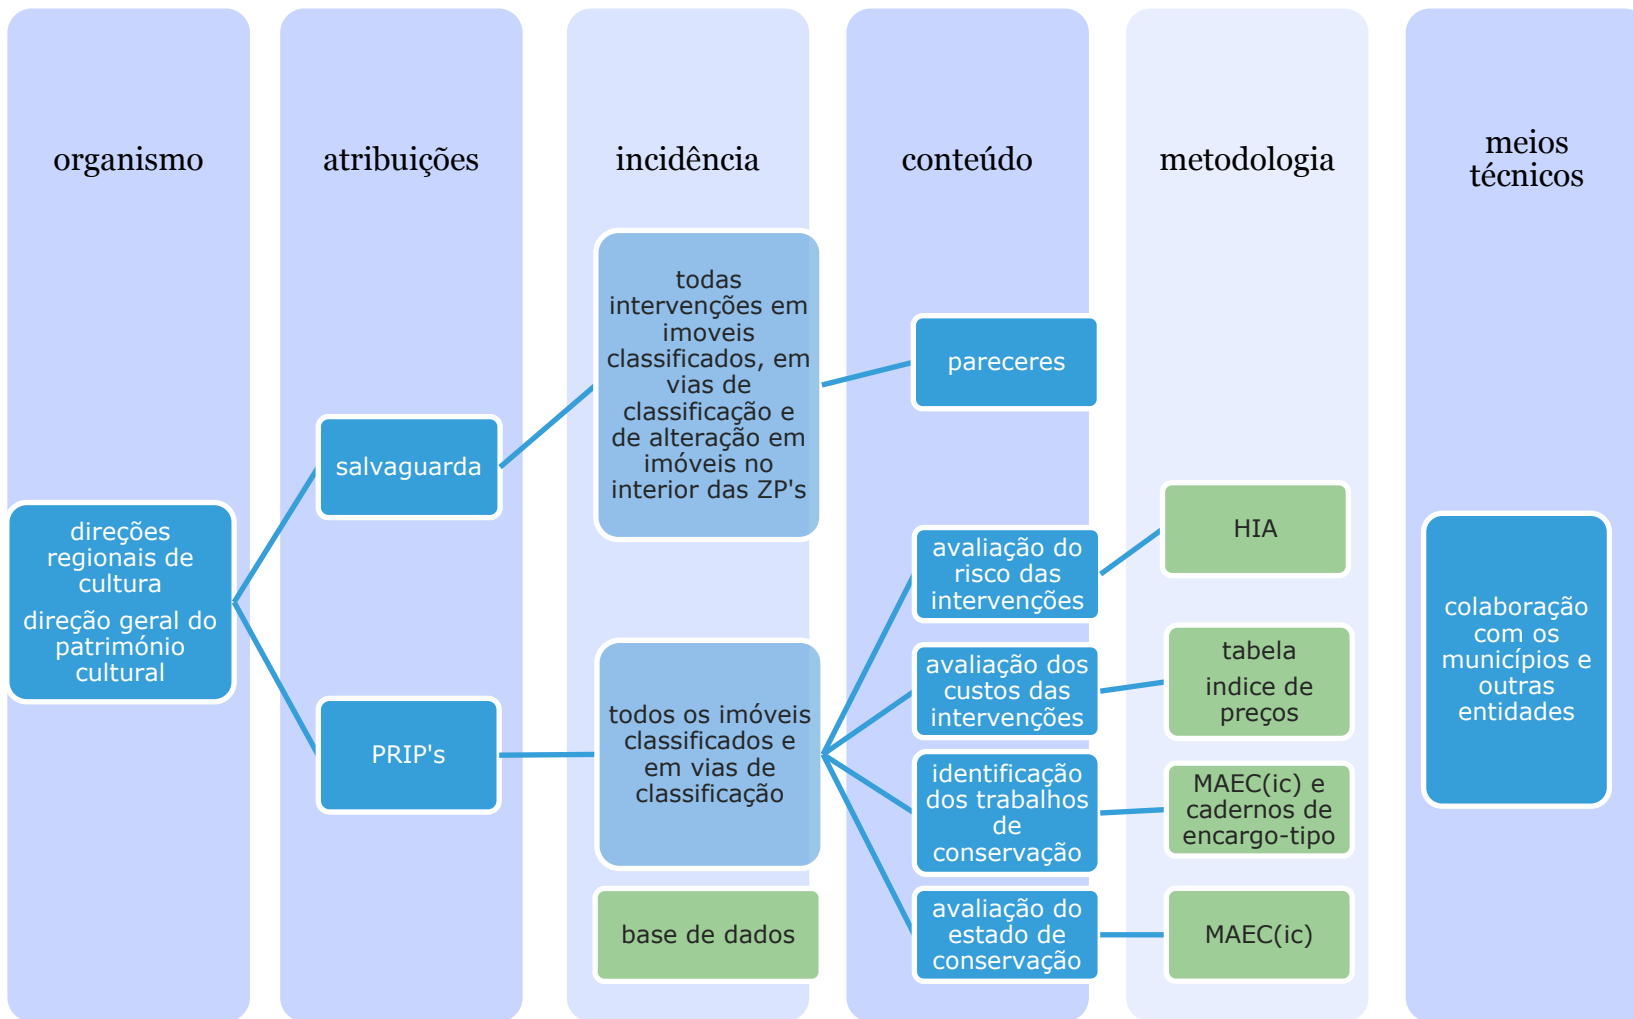 organismo
atribuições
incidência
conteúdo
metodologia
meios
técnicos
direções
regionais de
cultura
direção geral do
património
cultural
salvaguarda
PRIP's
todas
intervenções em
imoveis
classificados, em
vias de
classificação e
de alteração em
imóveis no
interior das ZP's
todos os imóveis
classificados e
em vias de
classificação
base de dados
pareceres
avaliação do
risco das
intervenções
avaliação dos
custos das
intervenções
identificação
dos trabalhos
de
conservação
avaliação do
estado de
conservação
HIA
tabela
indice de
preços
MAEC(ic) e
cadernos de
encargo-tipo
MAEC(ic)
colaboração
com os
municípios e
outras
entidades